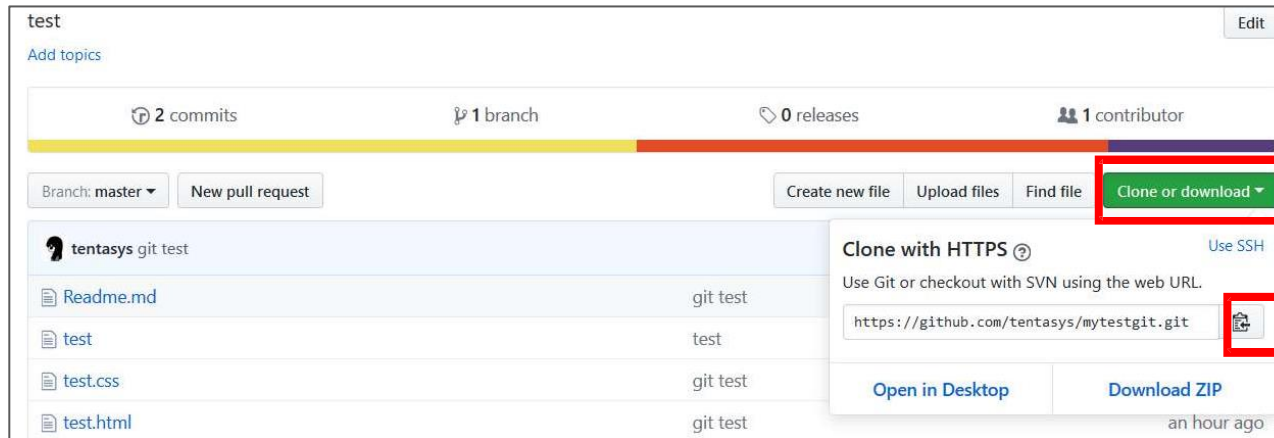 test
Edit
Add topics
2 commits 1 branch 0 releases 1 contributor
Branch: master New pull request Create new file Upload files Find file Clone or download
tentasys git test
Clone with HTTPS Use SSH
Use Git or checkout with SVN using the web URL.
https://github.com/tentasys/mytestgit.git
Open in Desktop Download ZIP
Readme.md git test
test test
test.css git test
test.html git test an hour ago